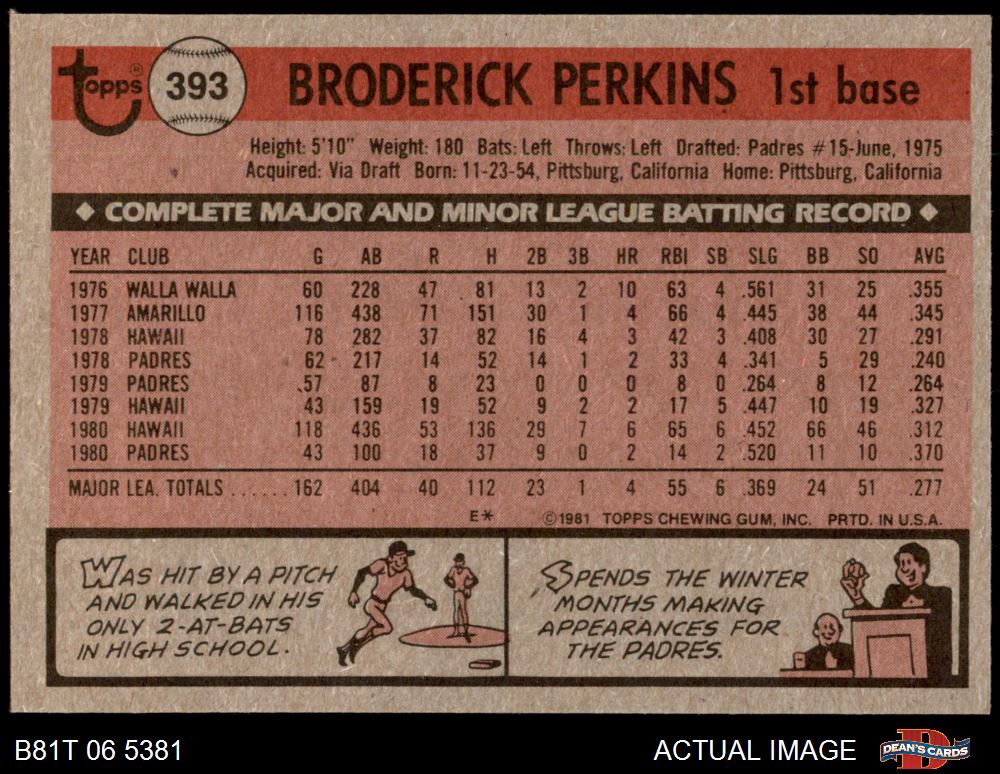 Topps ® 393 BRODERICK PERKINS 1st base
Height: 5'10" Weight: 180 Bats: Left Throws: Left Drafted: Padres #15-June, 1975
Acquired: Via Draft Born: 11-23-54, Pittsburg, California Home: Pittsburg, California
◆ COMPLETE MAJOR AND MINOR LEAGUE BATTING RECORD ◆
YEAR CLUB G AB R H 2B 3B HR RBI SB SLG BB SO AVG
1976 WALLA WALLA 60 228 47 81 13 2 10 63 4 .561 31 25 .355
1977 AMARILLO 116 438 71 151 30 1 4 66 4 .445 38 44 .345
1978 HAWAII 78 282 37 82 16 4 3 42 3 .408 30 27 .291
1978 PADRES 62 217 14 52 14 1 2 33 4 .341 5 29 .240
1979 PADRES .57 87 8 23 0 0 0 8 0 .264 8 12 .264
1979 HAWAII 43 159 19 52 9 2 2 17 5 .447 10 19 .327
1980 HAWAII 118 436 53 136 29 7 6 65 6 .452 66 46 .312
1980 PADRES 43 100 18 37 9 0 2 14 2 .520 11 10 .370
MAJOR LEA. TOTALS ......162 404 40 112 23 1 4 55 6 .369 24 51 .277
E* ©1981 TOPPS CHEWING GUM, INC. PRTD. IN U.S.A.
WAS HIT BY A PITCH
AND WALKED IN HIS
ONLY 2-AT-BATS
IN HIGH SCHOOL.
SPENDS THE WINTER
MONTHS MAKING
APPEARANCES FOR
THE PADRES.
B81T 06 5381 ACTUAL IMAGE DEAN'S CARDS